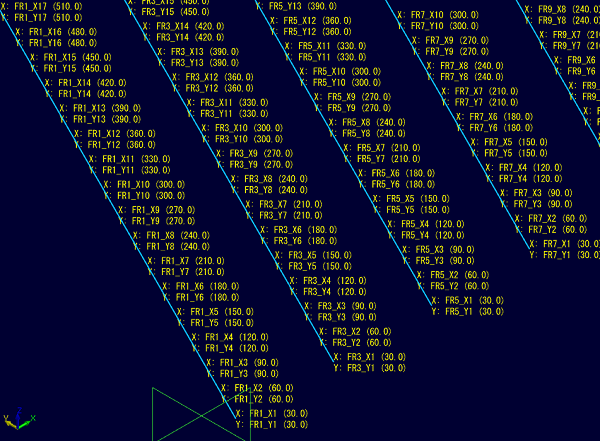 X: FR1_X17 (510.0)
Y: FR1_Y17 (510.0)
X: FR1_X16 (480.0)
Y: FR1_Y16 (480.0)
X: FR1_X15 (450.0)
Y: FR1_Y15 (450.0)
X: FR1_X14 (420.0)
Y: FR1_Y14 (420.0)
X: FR1_X13 (390.0)
Y: FR1_Y13 (390.0)
X: FR1_X12 (360.0)
Y: FR1_Y12 (360.0)
X: FR1_X11 (330.0)
Y: FR1_Y11 (330.0)
X: FR1_X10 (300.0)
Y: FR1_Y10 (300.0)
X: FR1_X9 (270.0)
Y: FR1_Y9 (270.0)
X: FR1_X8 (240.0)
Y: FR1_Y8 (240.0)
X: FR1_X7 (210.0)
Y: FR1_Y7 (210.0)
X: FR1_X6 (180.0)
Y: FR1_Y6 (180.0)
X: FR1_X5 (150.0)
Y: FR1_Y5 (150.0)
X: FR1_X4 (120.0)
Y: FR1_Y4 (120.0)
X: FR1_X3 (90.0)
Y: FR1_Y3 (90.0)
X: FR1_X2 (60.0)
Y: FR1_Y2 (60.0)
X: FR1_X1 (30.0)
Y: FR1_Y1 (30.0)
X: FR3_X15 (450.0)
Y: FR3_Y15 (450.0)
X: FR3_X14 (420.0)
Y: FR3_Y14 (420.0)
X: FR3_X13 (390.0)
Y: FR3_Y13 (390.0)
X: FR3_X12 (360.0)
Y: FR3_Y12 (360.0)
X: FR3_X11 (330.0)
Y: FR3_Y11 (330.0)
X: FR3_X10 (300.0)
Y: FR3_Y10 (300.0)
X: FR3_X9 (270.0)
Y: FR3_Y9 (270.0)
X: FR3_X8 (240.0)
Y: FR3_Y8 (240.0)
X: FR3_X7 (210.0)
Y: FR3_Y7 (210.0)
X: FR3_X6 (180.0)
Y: FR3_Y6 (180.0)
X: FR3_X5 (150.0)
Y: FR3_Y5 (150.0)
X: FR3_X4 (120.0)
Y: FR3_Y4 (120.0)
X: FR3_X3 (90.0)
Y: FR3_Y3 (90.0)
X: FR3_X2 (60.0)
Y: FR3_Y2 (60.0)
X: FR3_X1 (30.0)
Y: FR3_Y1 (30.0)
Y: FR5_Y13 (390.0)
X: FR5_X12 (360.0)
Y: FR5_Y12 (360.0)
X: FR5_X11 (330.0)
Y: FR5_Y11 (330.0)
X: FR5_X10 (300.0)
Y: FR5_Y10 (300.0)
X: FR5_X9 (270.0)
Y: FR5_Y9 (270.0)
X: FR5_X8 (240.0)
Y: FR5_Y8 (240.0)
X: FR5_X7 (210.0)
Y: FR5_Y7 (210.0)
X: FR5_X6 (180.0)
Y: FR5_Y6 (180.0)
X: FR5_X5 (150.0)
Y: FR5_Y5 (150.0)
X: FR5_X4 (120.0)
Y: FR5_Y4 (120.0)
X: FR5_X3 (90.0)
Y: FR5_Y3 (90.0)
X: FR5_X2 (60.0)
Y: FR5_Y2 (60.0)
X: FR5_X1 (30.0)
Y: FR5_Y1 (30.0)
X: FR7_X10 (300.0)
Y: FR7_Y10 (300.0)
X: FR7_X9 (270.0)
Y: FR7_Y9 (270.0)
X: FR7_X8 (240.0)
Y: FR7_Y8 (240.0)
X: FR7_X7 (210.0)
Y: FR7_Y7 (210.0)
X: FR7_X6 (180.0)
Y: FR7_Y6 (180.0)
X: FR7_X5 (150.0)
Y: FR7_Y5 (150.0)
X: FR7_X4 (120.0)
Y: FR7_Y4 (120.0)
X: FR7_X3 (90.0)
Y: FR7_Y3 (90.0)
X: FR7_X2 (60.0)
Y: FR7_Y2 (60.0)
X: FR7_X1 (30.0)
Y: FR7_Y1 (30.0)
X: FR9_X8 (240.0)
Y: FR9_Y8 (240.0)
X: FR9_X7
Y: FR9_Y7
X: FR9_X6
Y: FR9_Y6
Y
X